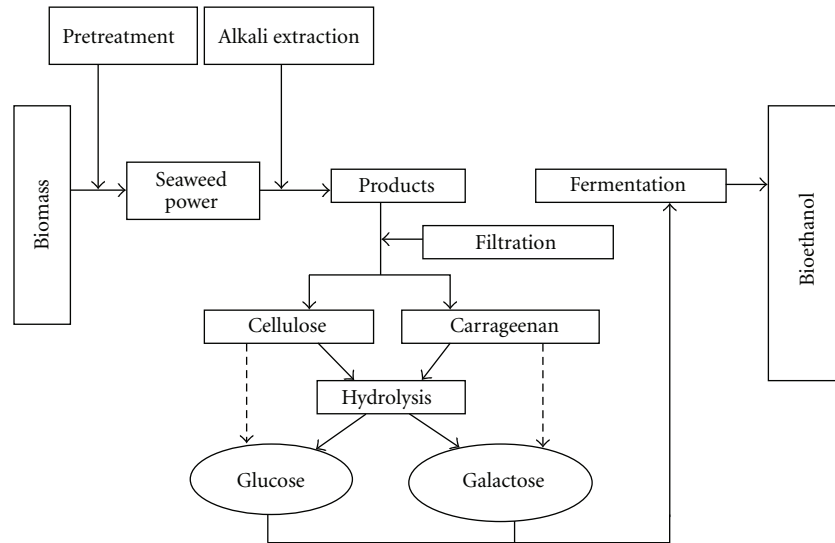 Pretreatment
Alkali extraction
Biomass
Seaweed
power
Products
Fermentation
Bioethanol
Filtration
Cellulose
Carrageenan
Hydrolysis
Glucose
Galactose